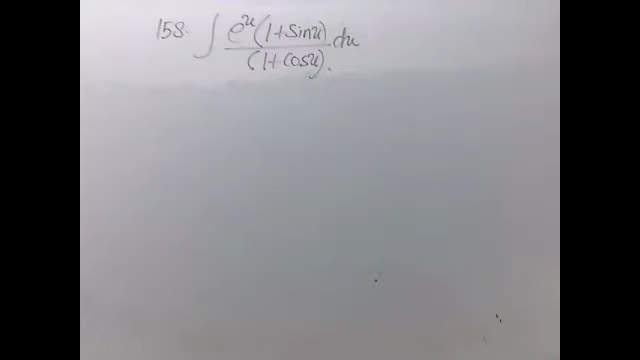 158. ∫ e^x (1+sinx) dx
(1+cosx).